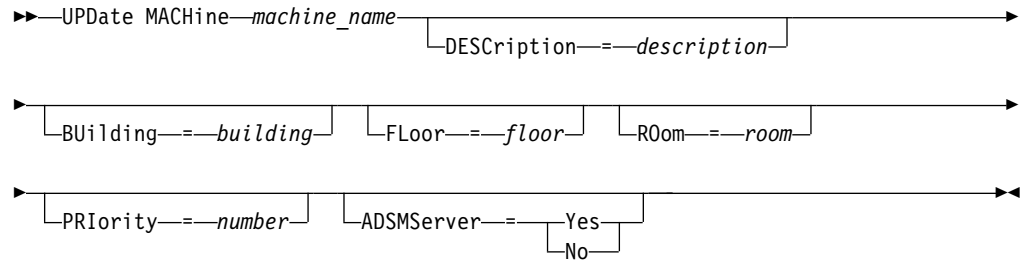 UPDate MACHine machine_name
DESCription = description
BUilding = building FLoor = floor ROom = room
PRIority = number ADSMServer = Yes
No